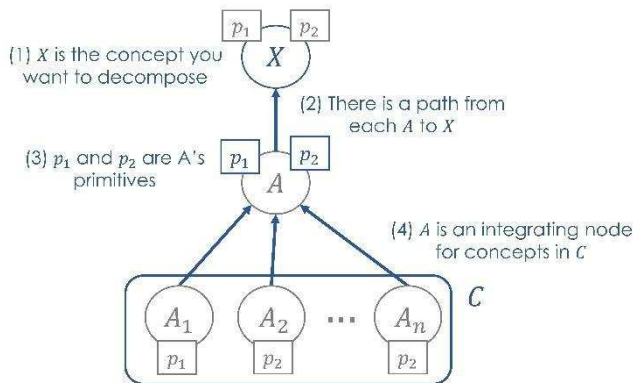 p₁ p₂
(1) X is the concept you
want to decompose
X
(2) There is a path from
each A to X
(3) p₁ and p₂ are A's
primitives
p₁ p₂
A
(4) A is an integrating node
for concepts in C
C
A₁ A₂ ... Aₙ
p₁ p₂ p₂